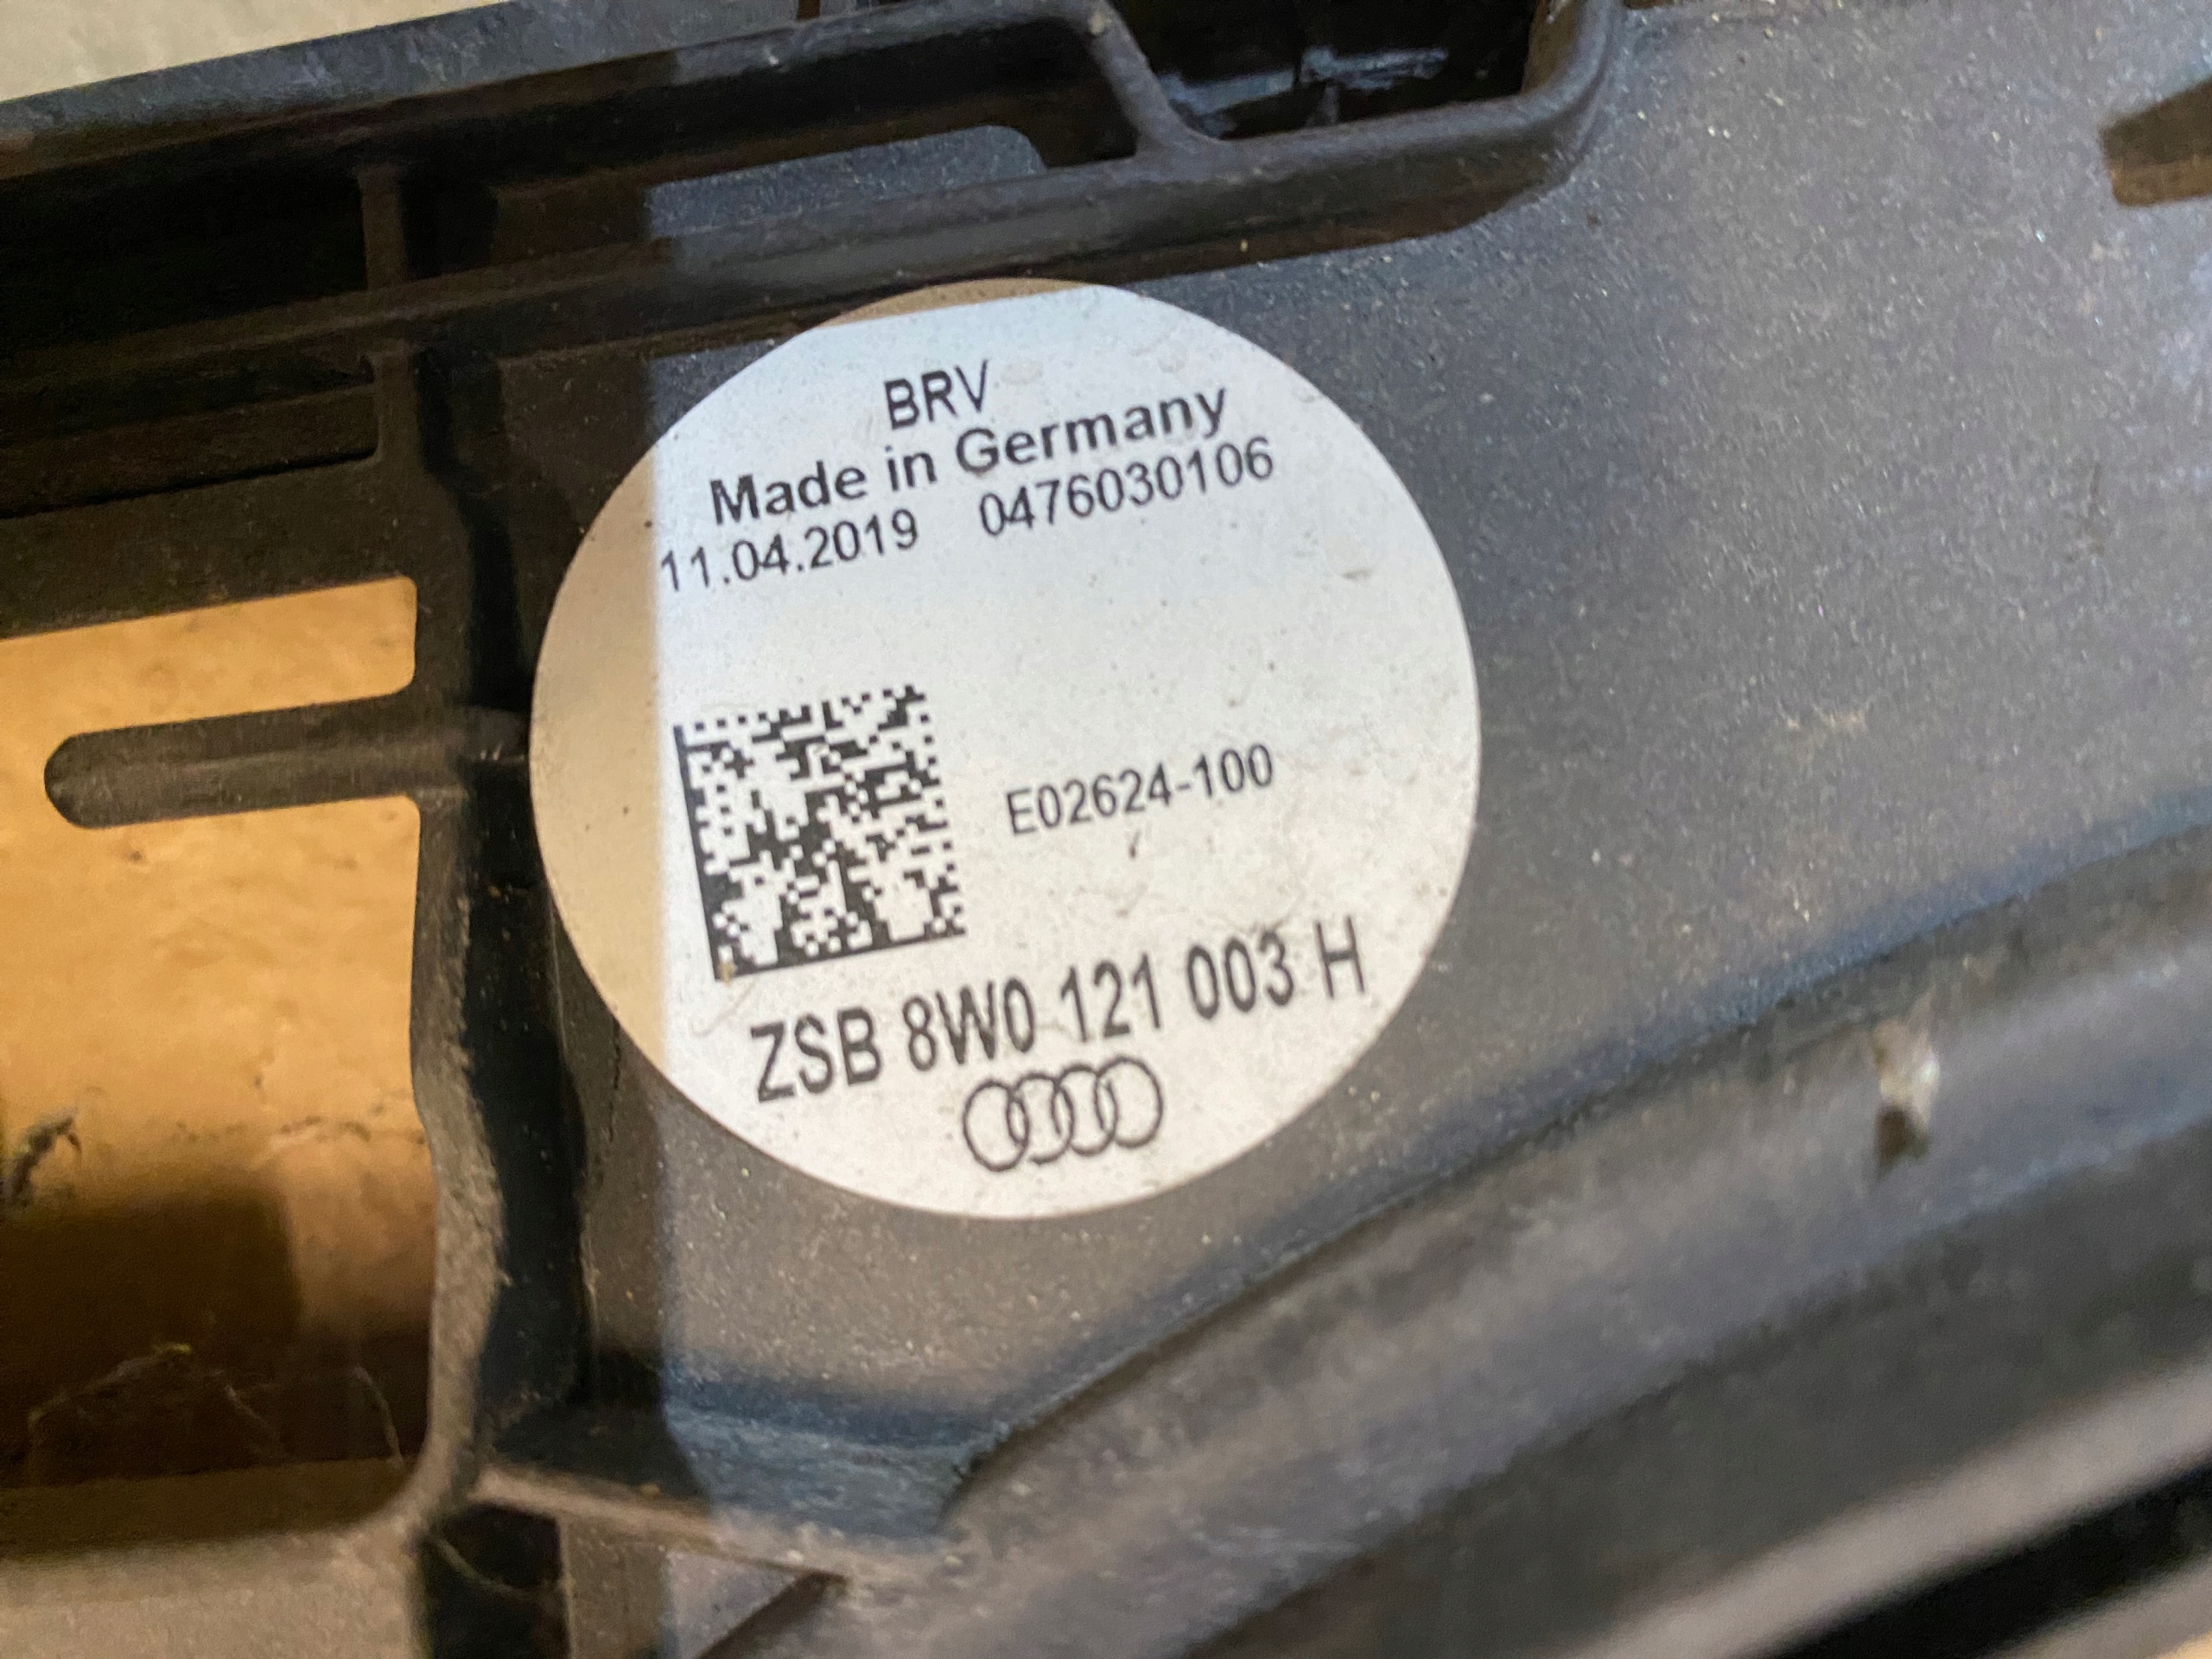 BRV
Made in Germany
11.04.2019 0476030106
E02624-100
ZSB 8W0 121 003 H